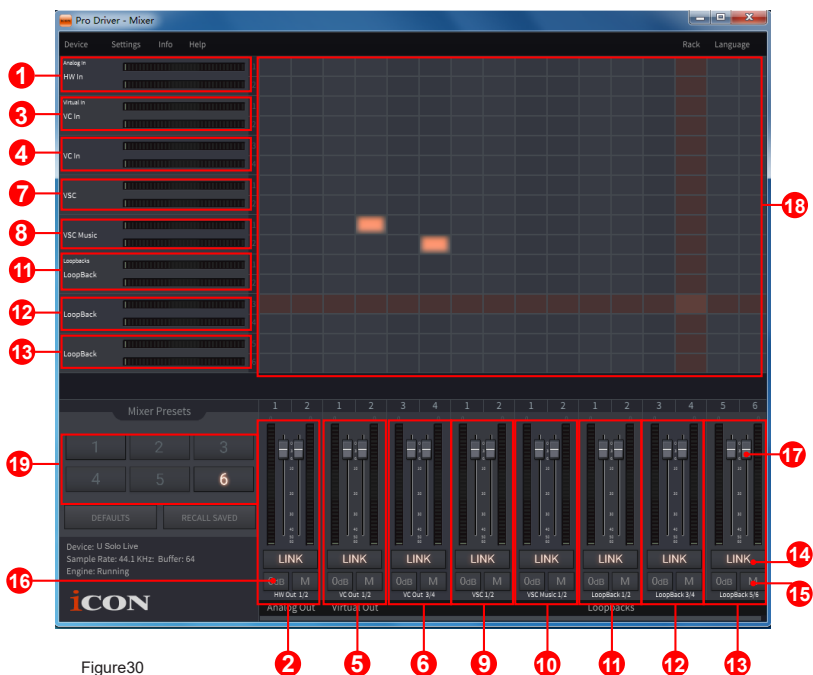 Pro Driver - Mixer
Device Settings Info Help Rack Language
Analog In
HW In
1
Virtual In
VC In
3
VC In
4
VSC
7
18
VSC Music
8
Loopbacks
LoopBack
11
LoopBack
12
LoopBack
13
1 2 1 2 3 4 1 2 1 2 1 2 3 4 5 6
Mixer Presets
1 2 3
4 5 6
19
17
DEFAULTS RECALL SAVED
Device: U Solo Live
Sample Rate: 44.1 KHz: Buffer: 64
Engine: Running
LINK LINK LINK LINK LINK LINK LINK LINK
14
16
0dB M 0dB M 0dB M 0dB M 0dB M 0dB M 0dB M 0dB M
15
HW Out 1/2 VC Out 1/2 VC Out 3/4 VSC 1/2 VSC Music 1/2 LoopBack 1/2 LoopBack 3/4 LoopBack 5/6
iCON
Analog Out Virtual Out Loopbacks
2 5 6 9 10 11 12 13
Figure30